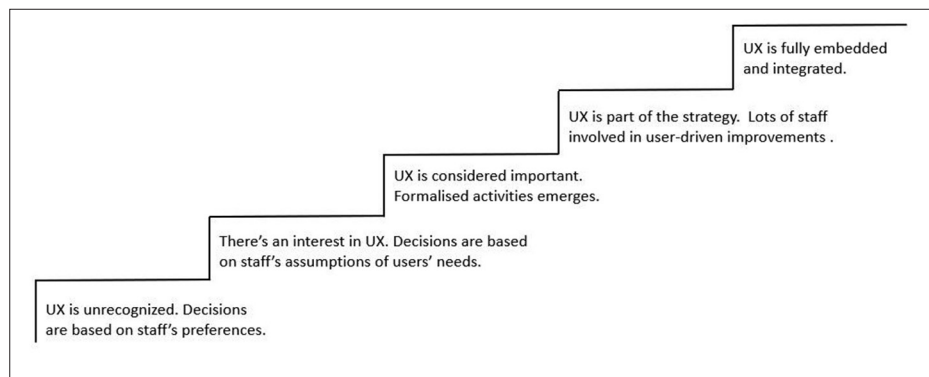 UX is fully embedded
and integrated.
UX is part of the strategy.  Lots of staff
involved in user-driven improvements .
UX is considered important.
Formalised activities emerges.
There's an interest in UX. Decisions are based
on staff's assumptions of users' needs.
UX is unrecognized. Decisions
are based on staff's preferences.